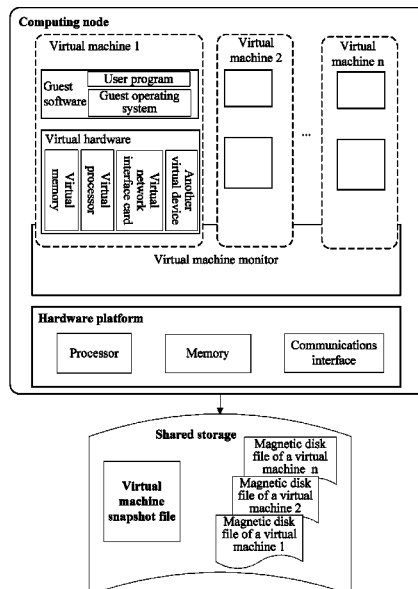 Computing node
Virtual machine 1
Virtual
machine 2
Virtual
machine n
Guest
software
User program
Guest operating
system
...
Virtual hardware
Virtual
memory
Virtual
processor
Virtual
network
interface card
Another
virtual device
Virtual machine monitor
Hardware platform
Processor
Memory
Communications
interface
Shared storage
Virtual
machine
snapshot file
Magnetic disk
file of a virtual
machine n
Magnetic disk
file of a virtual
machine 2
Magnetic disk
file of a virtual
machine 1